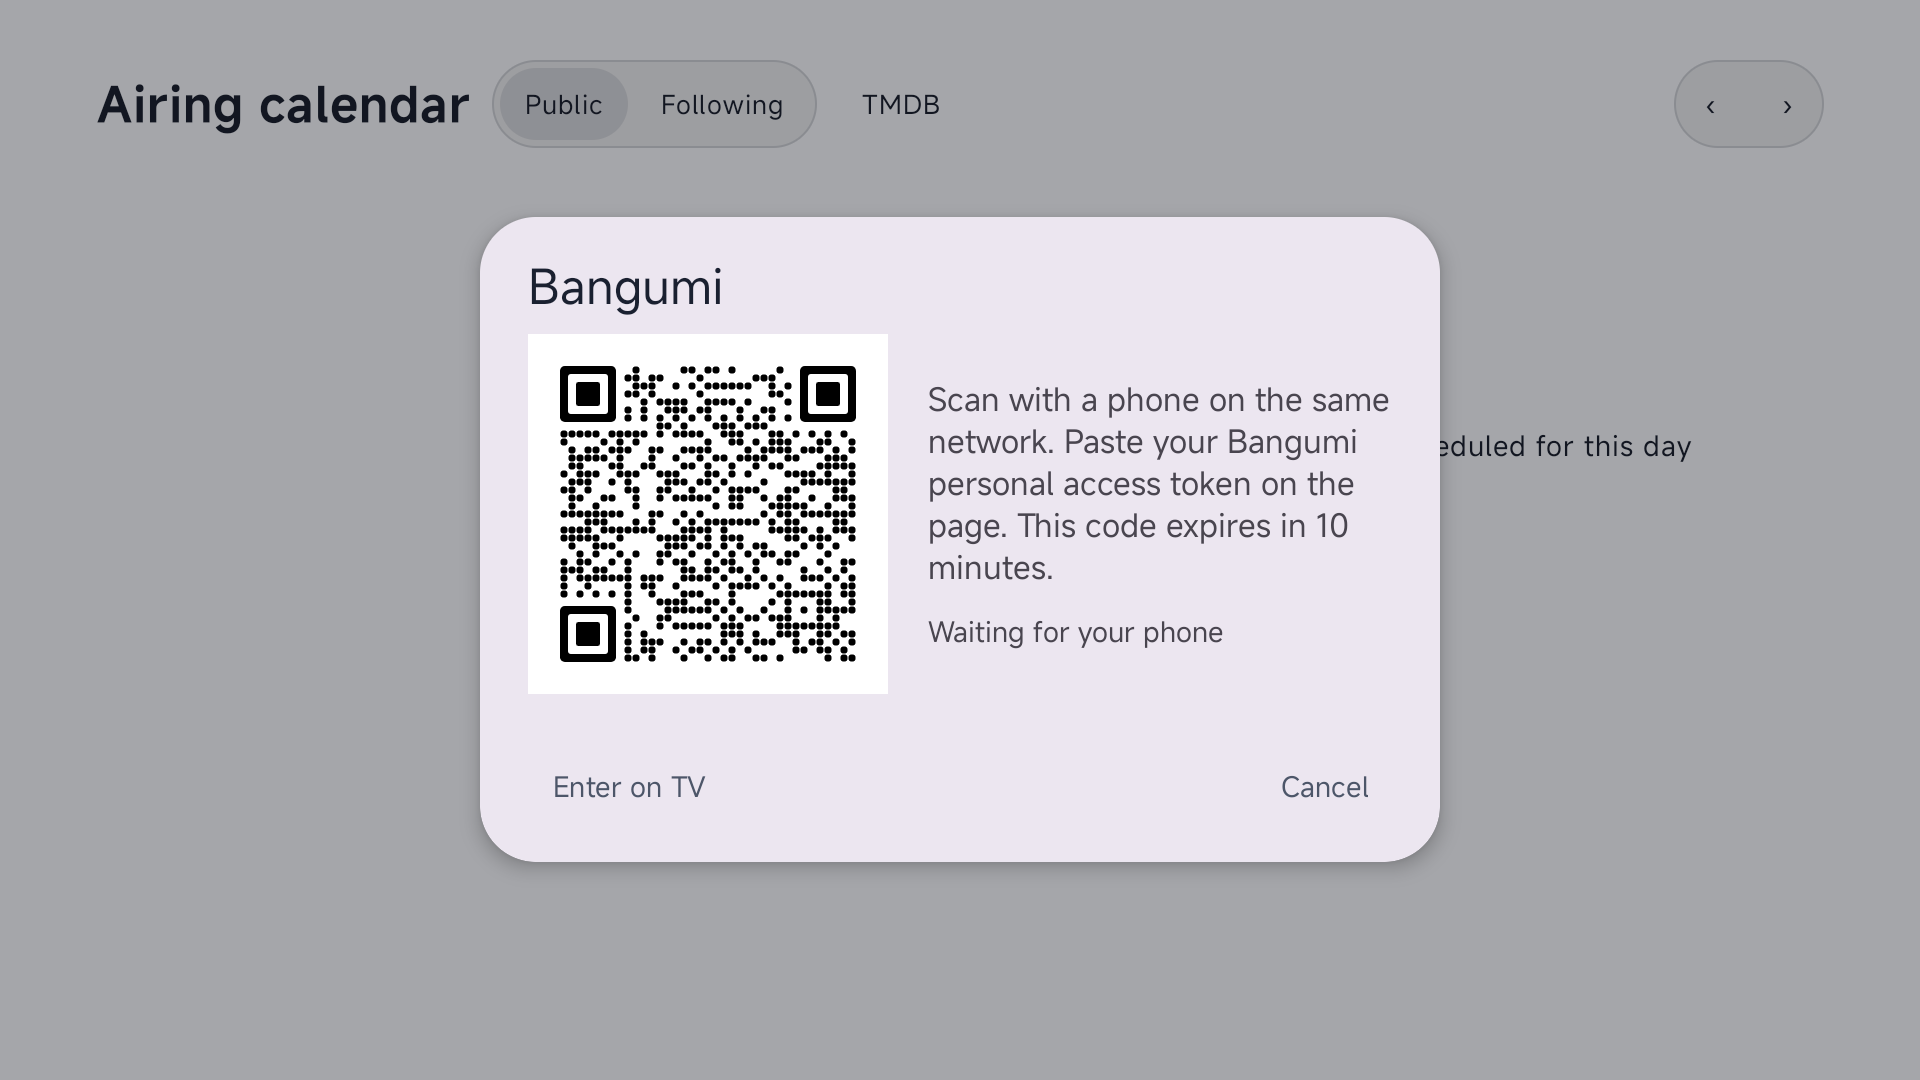 Airing calendar
Public
Following
TMDB
‹
›
Bangumi
Scan with a phone on the same
network. Paste your Bangumi
personal access token on the
page. This code expires in 10
minutes.
for this day
Waiting for your phone
Enter on TV
Cancel